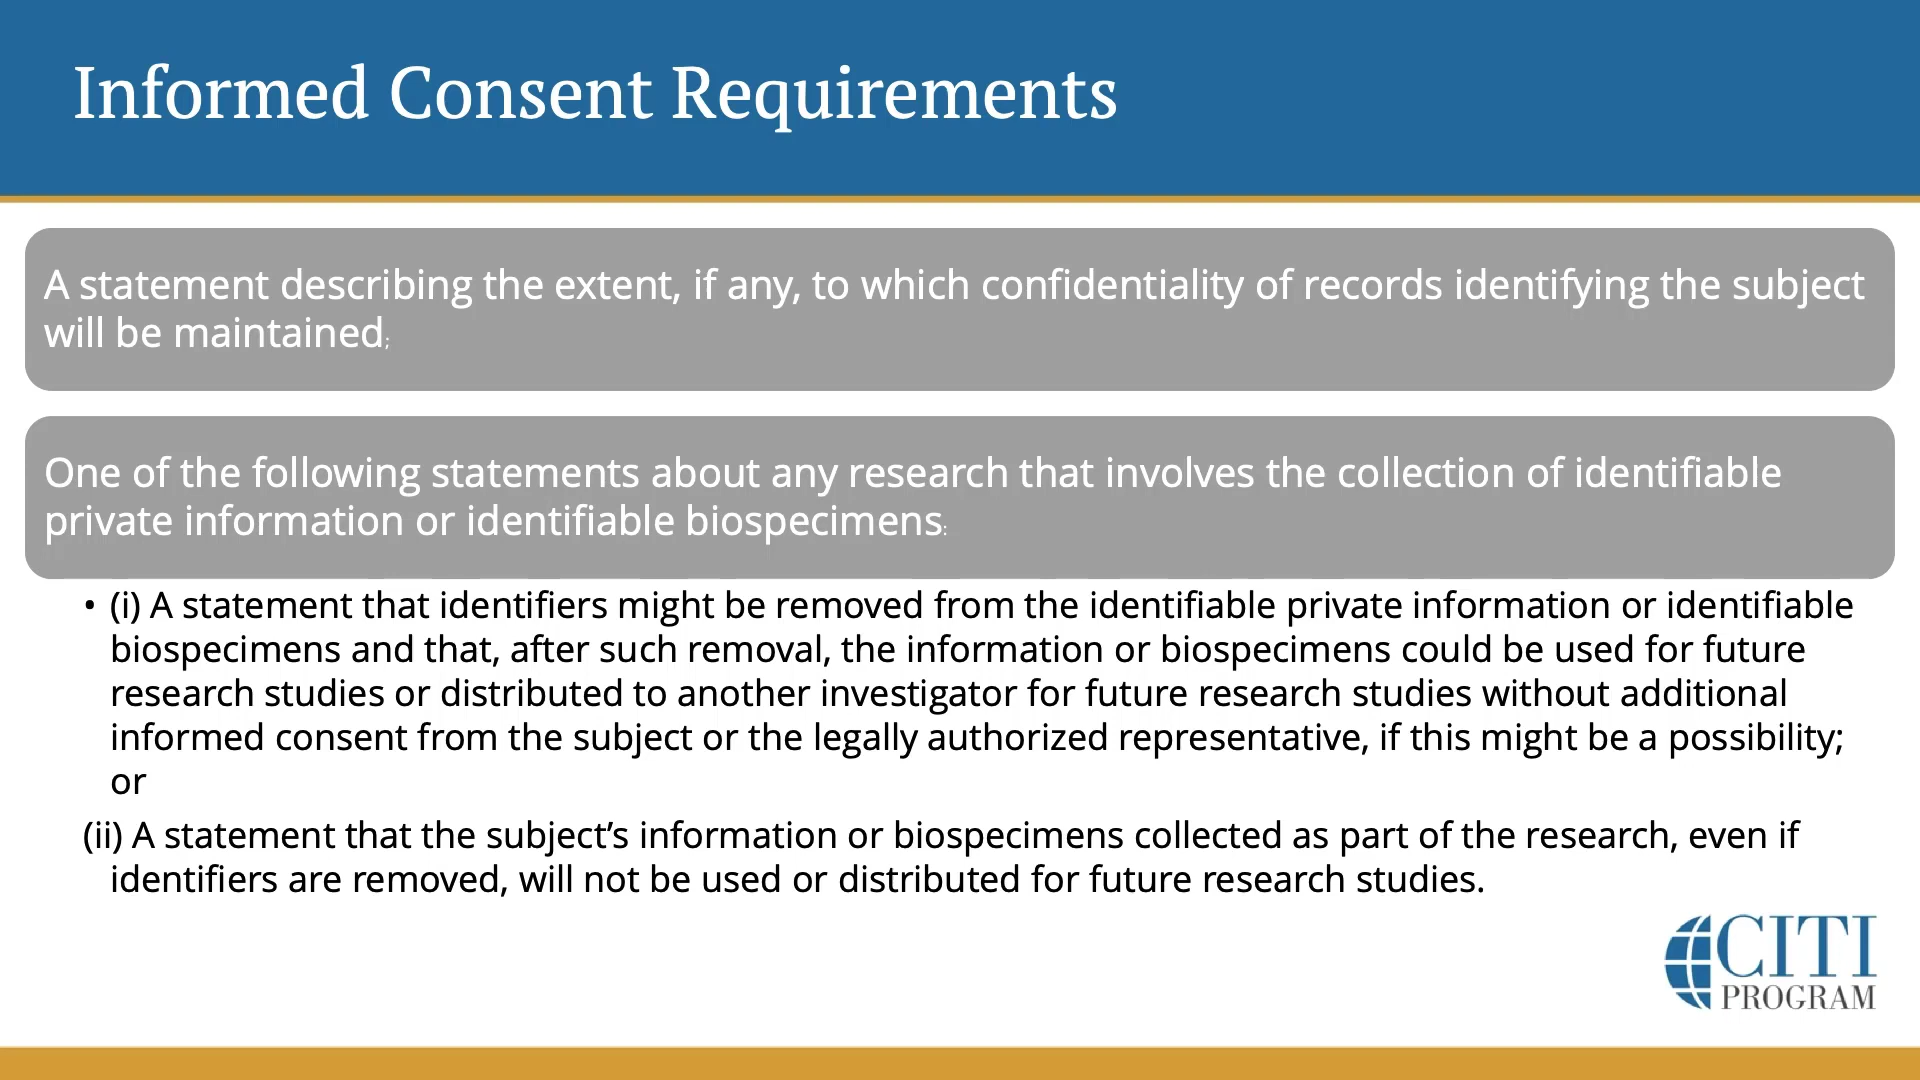 Informed Consent Requirements
A statement describing the extent, if any, to which confidentiality of records identifying the subject
will be maintained;
One of the following statements about any research that involves the collection of identifiable
private information or identifiable biospecimens:
• (i) A statement that identifiers might be removed from the identifiable private information or identifiable
biospecimens and that, after such removal, the information or biospecimens could be used for future
research studies or distributed to another investigator for future research studies without additional
informed consent from the subject or the legally authorized representative, if this might be a possibility;
or
(ii) A statement that the subject’s information or biospecimens collected as part of the research, even if
identifiers are removed, will not be used or distributed for future research studies.
CITI
PROGRAM